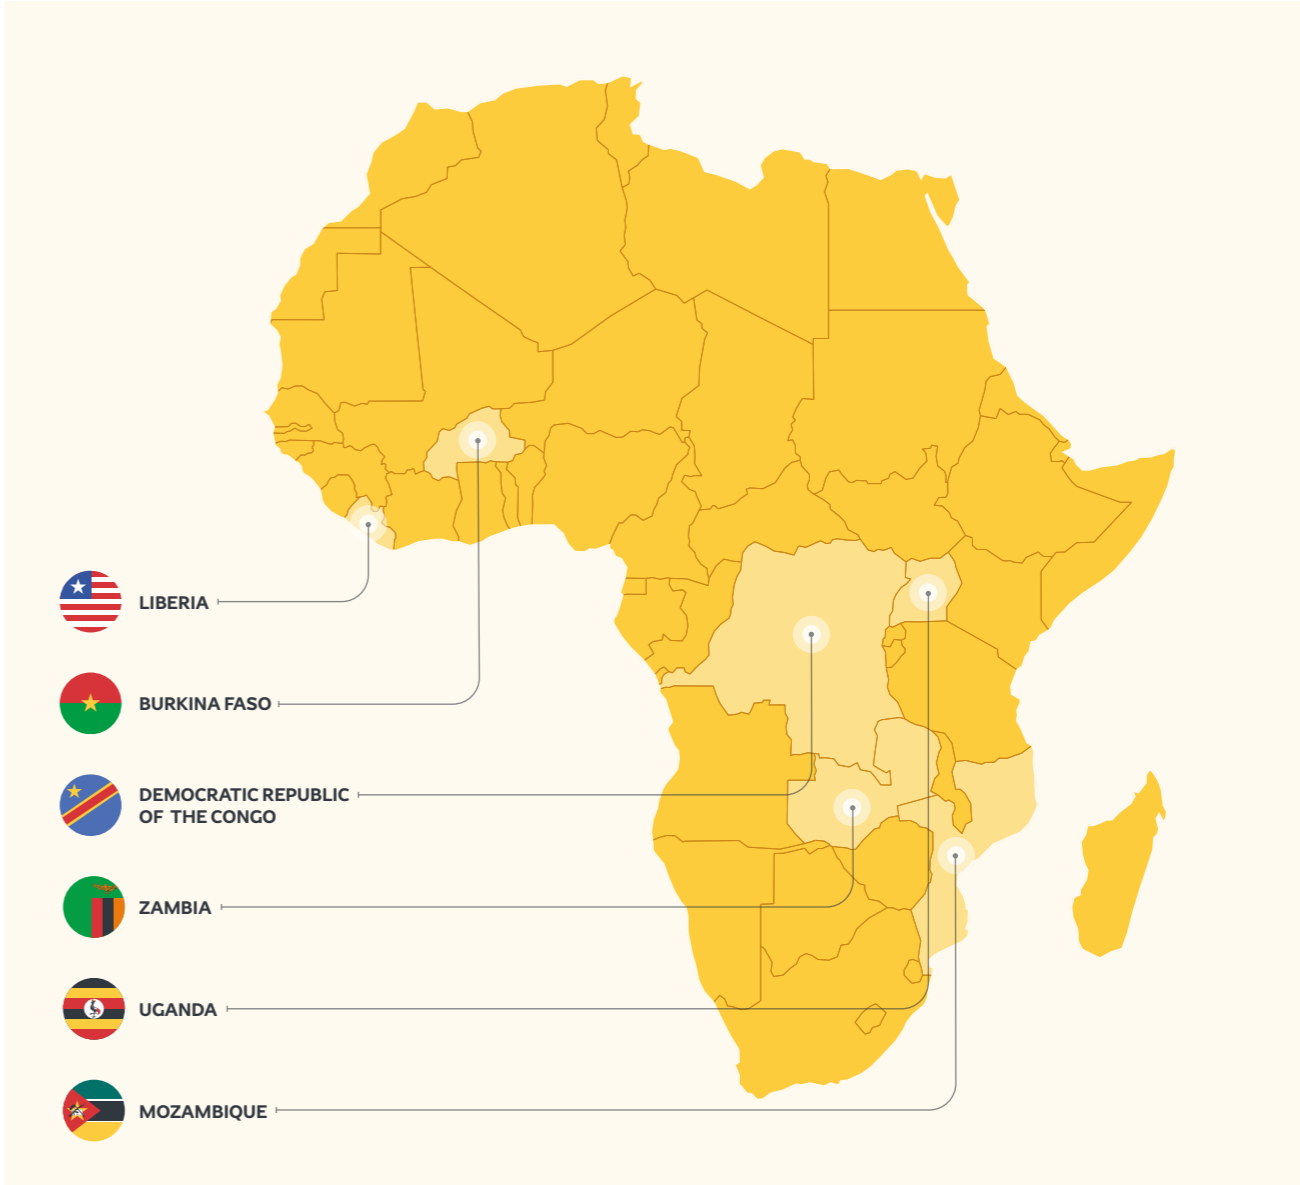 LIBERIA
BURKINA FASO
DEMOCRATIC REPUBLIC
OF THE CONGO
ZAMBIA
UGANDA
MOZAMBIQUE